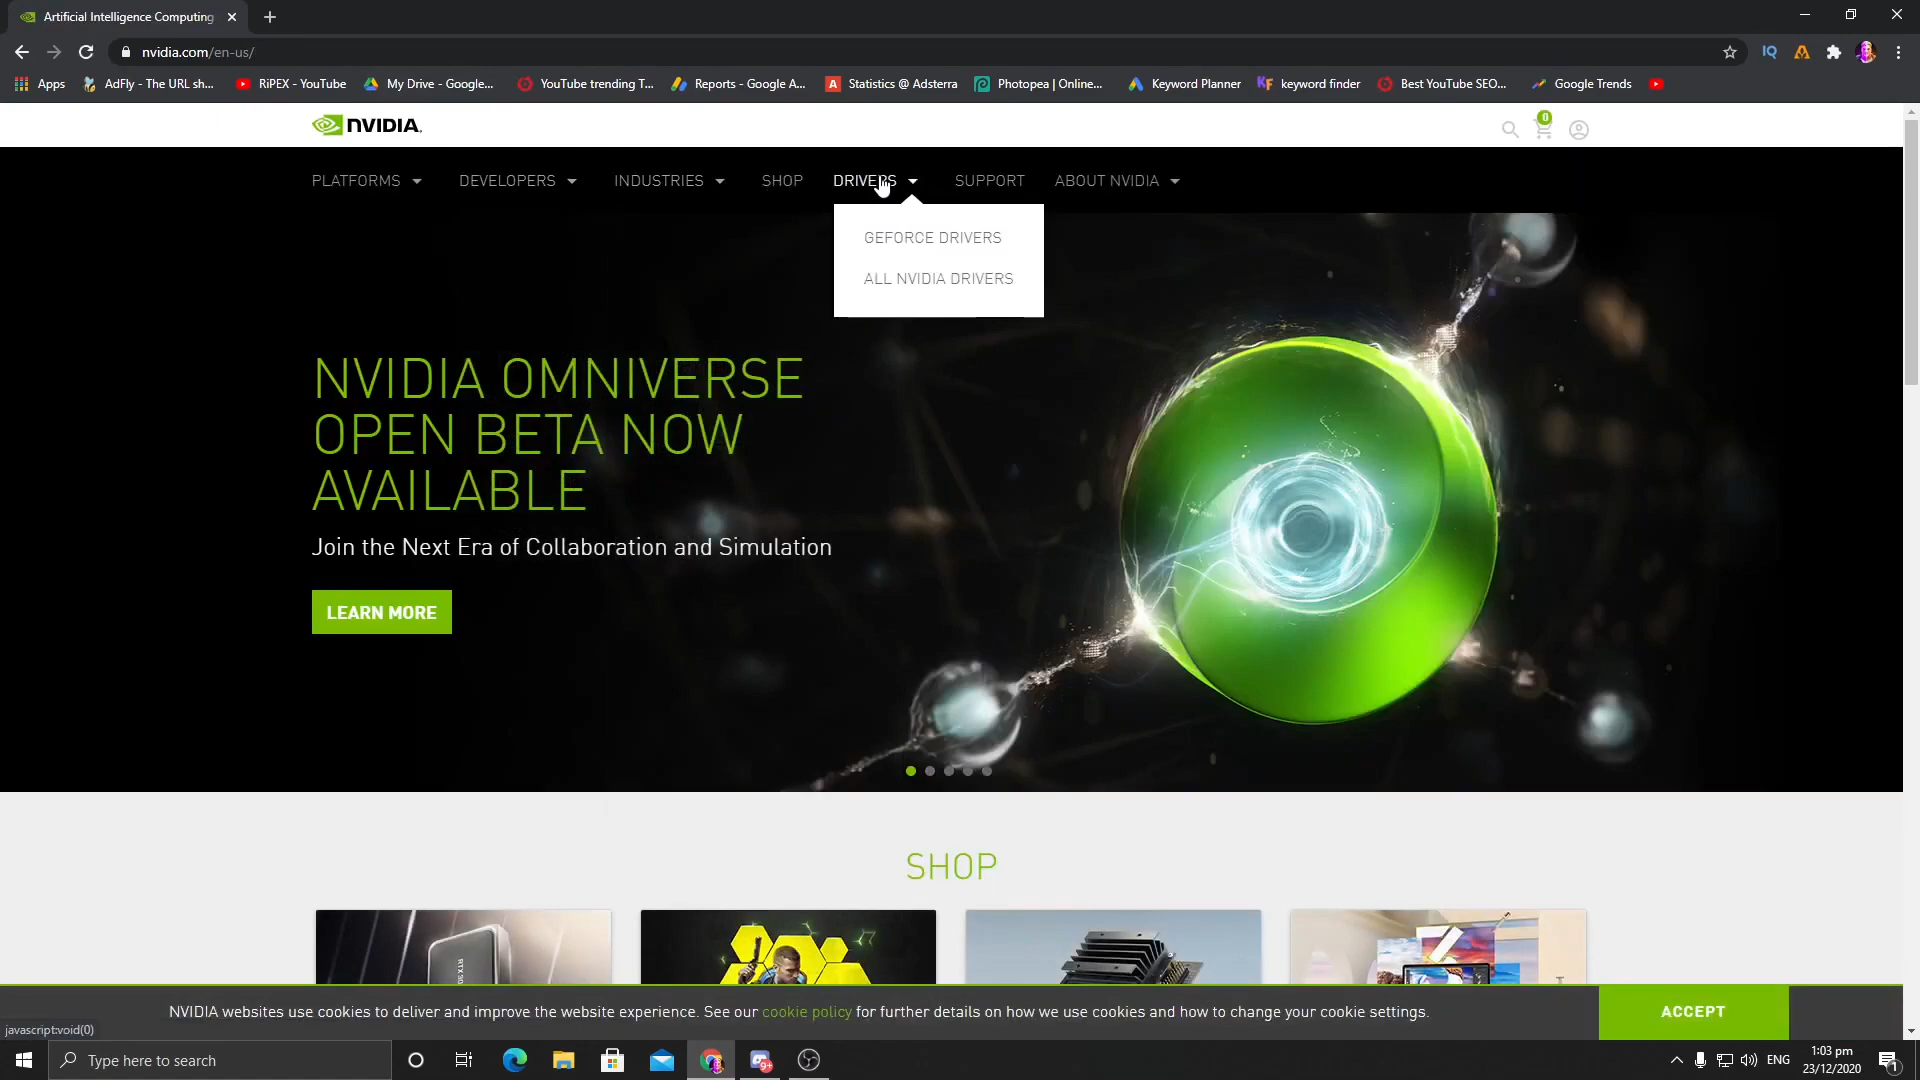 Artificial Intelligence Computing
nvidia.com/en-us/
IQ
Apps
AdFly - The URL sh...
RiPEX - YouTube
My Drive - Google...
YouTube trending T...
Reports - Google A...
A
Statistics @ Adsterra
Photopea | Online...
Keyword Planner
KF
keyword finder
Best YouTube SEO...
Google Trends
NVIDIA.
0
PLATFORMS
DEVELOPERS
INDUSTRIES
SHOP
DRIVERS
SUPPORT
ABOUT NVIDIA
GEFORCE DRIVERS
ALL NVIDIA DRIVERS
NVIDIA OMNIVERSE
OPEN BETA NOW
AVAILABLE
Join the Next Era of Collaboration and Simulation
LEARN MORE
SHOP
NVIDIA websites use cookies to deliver and improve the website experience. See our cookie policy for further details on how we use cookies and how to change your cookie settings.
ACCEPT
javascript:void(0)
Type here to search
9+
ENG
1:03 pm
23/12/2020
1